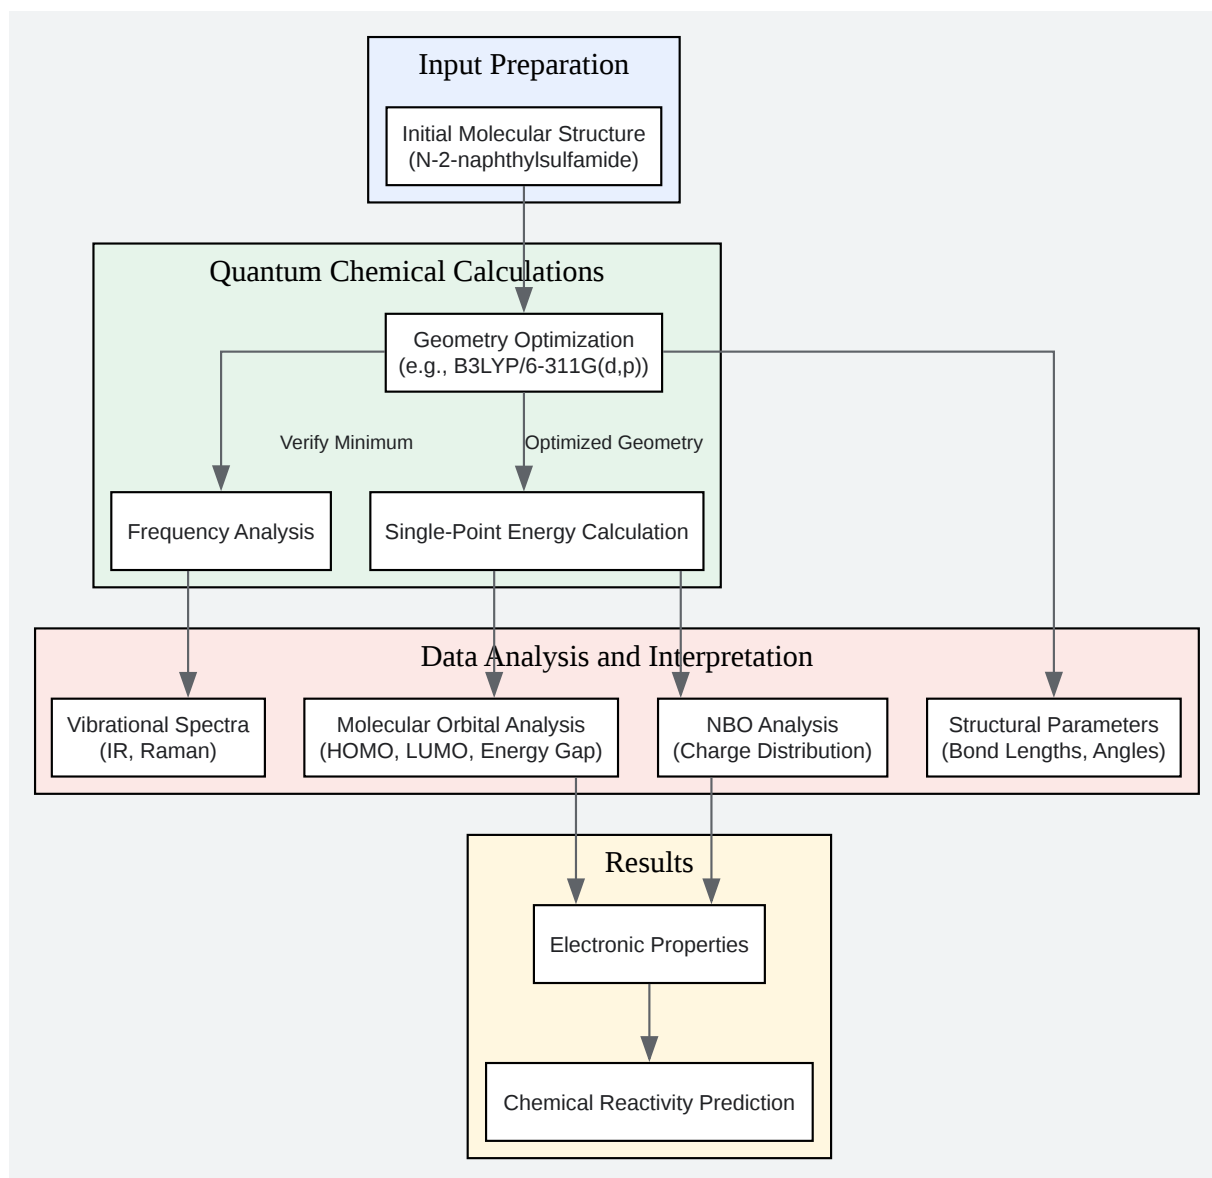 Input Preparation
Initial Molecular Structure
(N-2-naphthylsulfamide)
Quantum Chemical Calculations
Geometry Optimization
(e.g., B3LYP/6-311G(d,p))
Verify Minimum
Optimized Geometry
Frequency Analysis
Single-Point Energy Calculation
Data Analysis and Interpretation
Vibrational Spectra
(IR, Raman)
Molecular Orbital Analysis
(HOMO, LUMO, Energy Gap)
NBO Analysis
(Charge Distribution)
Structural Parameters
(Bond Lengths, Angles)
Results
Electronic Properties
Chemical Reactivity Prediction